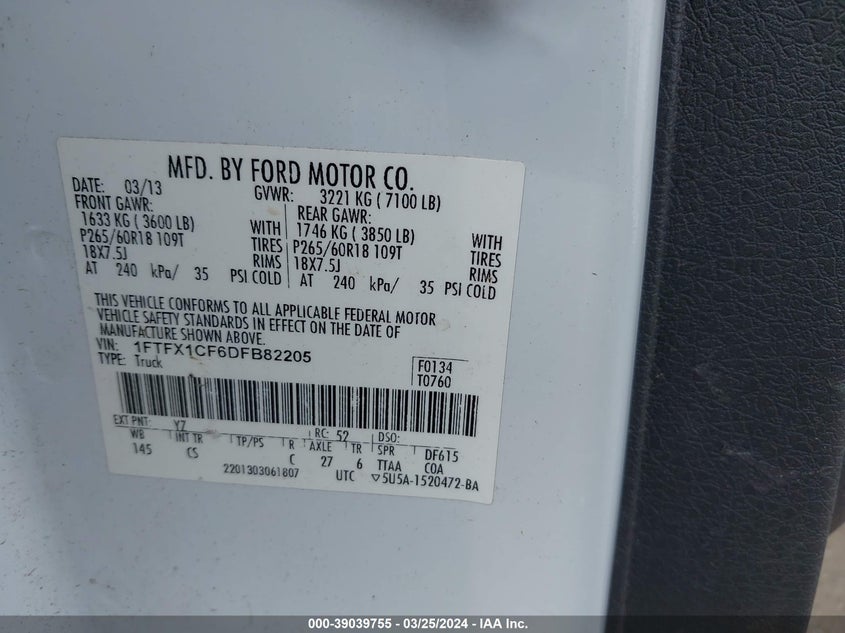 MFD. BY FORD MOTOR CO.
DATE: 03/13 GVWR: 3221 KG ( 7100 LB)
FRONT GAWR: REAR GAWR:
1633 KG ( 3600 LB) WITH 1746 KG ( 3850 LB) WITH
P265/60R18 109T TIRES P265/60R18 109T TIRES
18X7.5J RIMS 18X7.5J RIMS
AT 240 kPa/ 35 PSI COLD AT 240 kPa/ 35 PSI COLD
THIS VEHICLE CONFORMS TO ALL APPLICABLE FEDERAL MOTOR
VEHICLE SAFETY STANDARDS IN EFFECT ON THE DATE OF
MANUFACTURE SHOWN ABOVE.
VIN: 1FTFX1CF6DFB82205
TYPE: Truck
F0134
T0760
EXT PNT: YZ RC: 52 DSO:
WB INT TR TP/PS R AXLE TR SPR DF615
145 CS C 27 6 TTAA COA
2201303061807 UTC ▽5U5A-1520472-BA
000-39039755 - 03/25/2024 - IAA Inc.